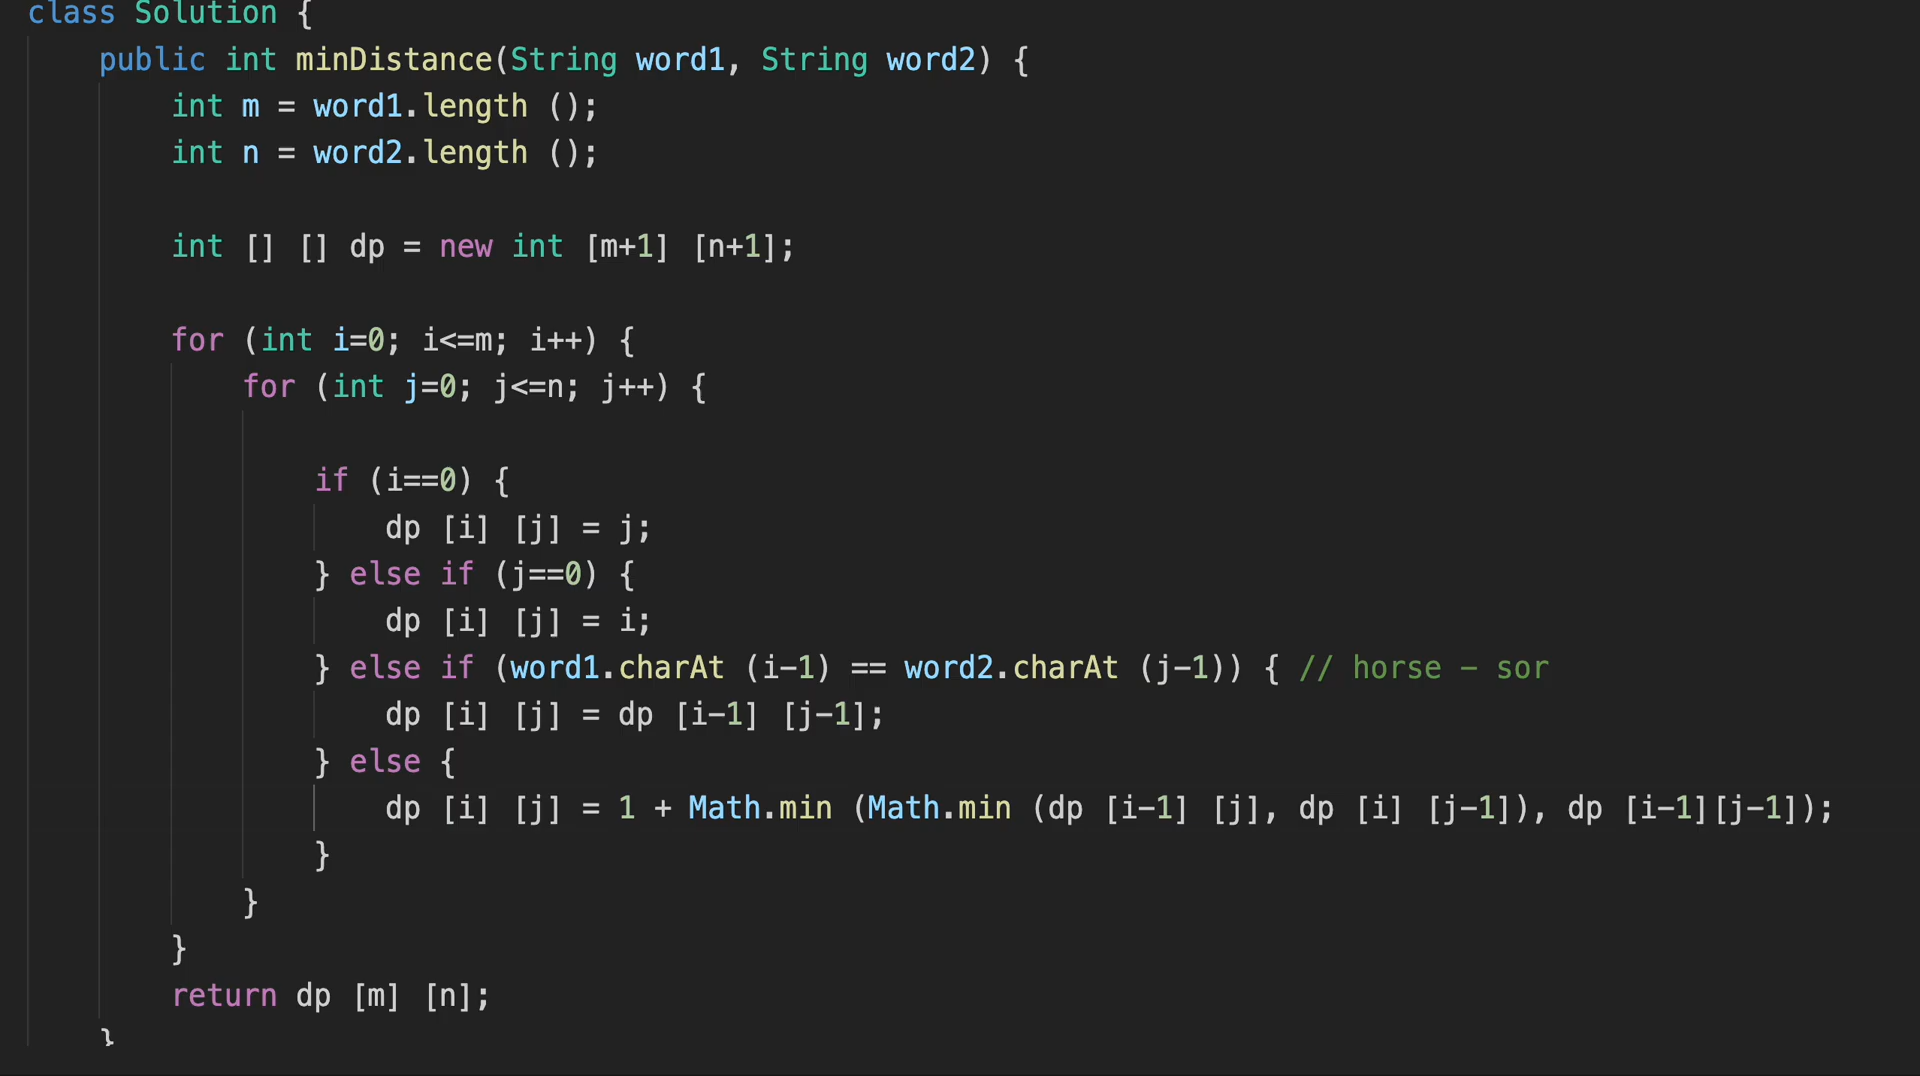 class Solution {
public int minDistance(String word1, String word2) {
int m = word1.length ();
int n = word2.length ();
int [] [] dp = new int [m+1] [n+1];
for (int i=0; i<=m; i++) {
for (int j=0; j<=n; j++) {
if (i==0) {
dp [i] [j] = j;
} else if (j==0) {
dp [i] [j] = i;
} else if (word1.charAt (i-1) == word2.charAt (j-1)) { // horse - sor
dp [i] [j] = dp [i-1] [j-1];
} else {
dp [i] [j] = 1 + Math.min (Math.min (dp [i-1] [j], dp [i] [j-1]), dp [i-1][j-1]);
}
}
}
return dp [m] [n];
}